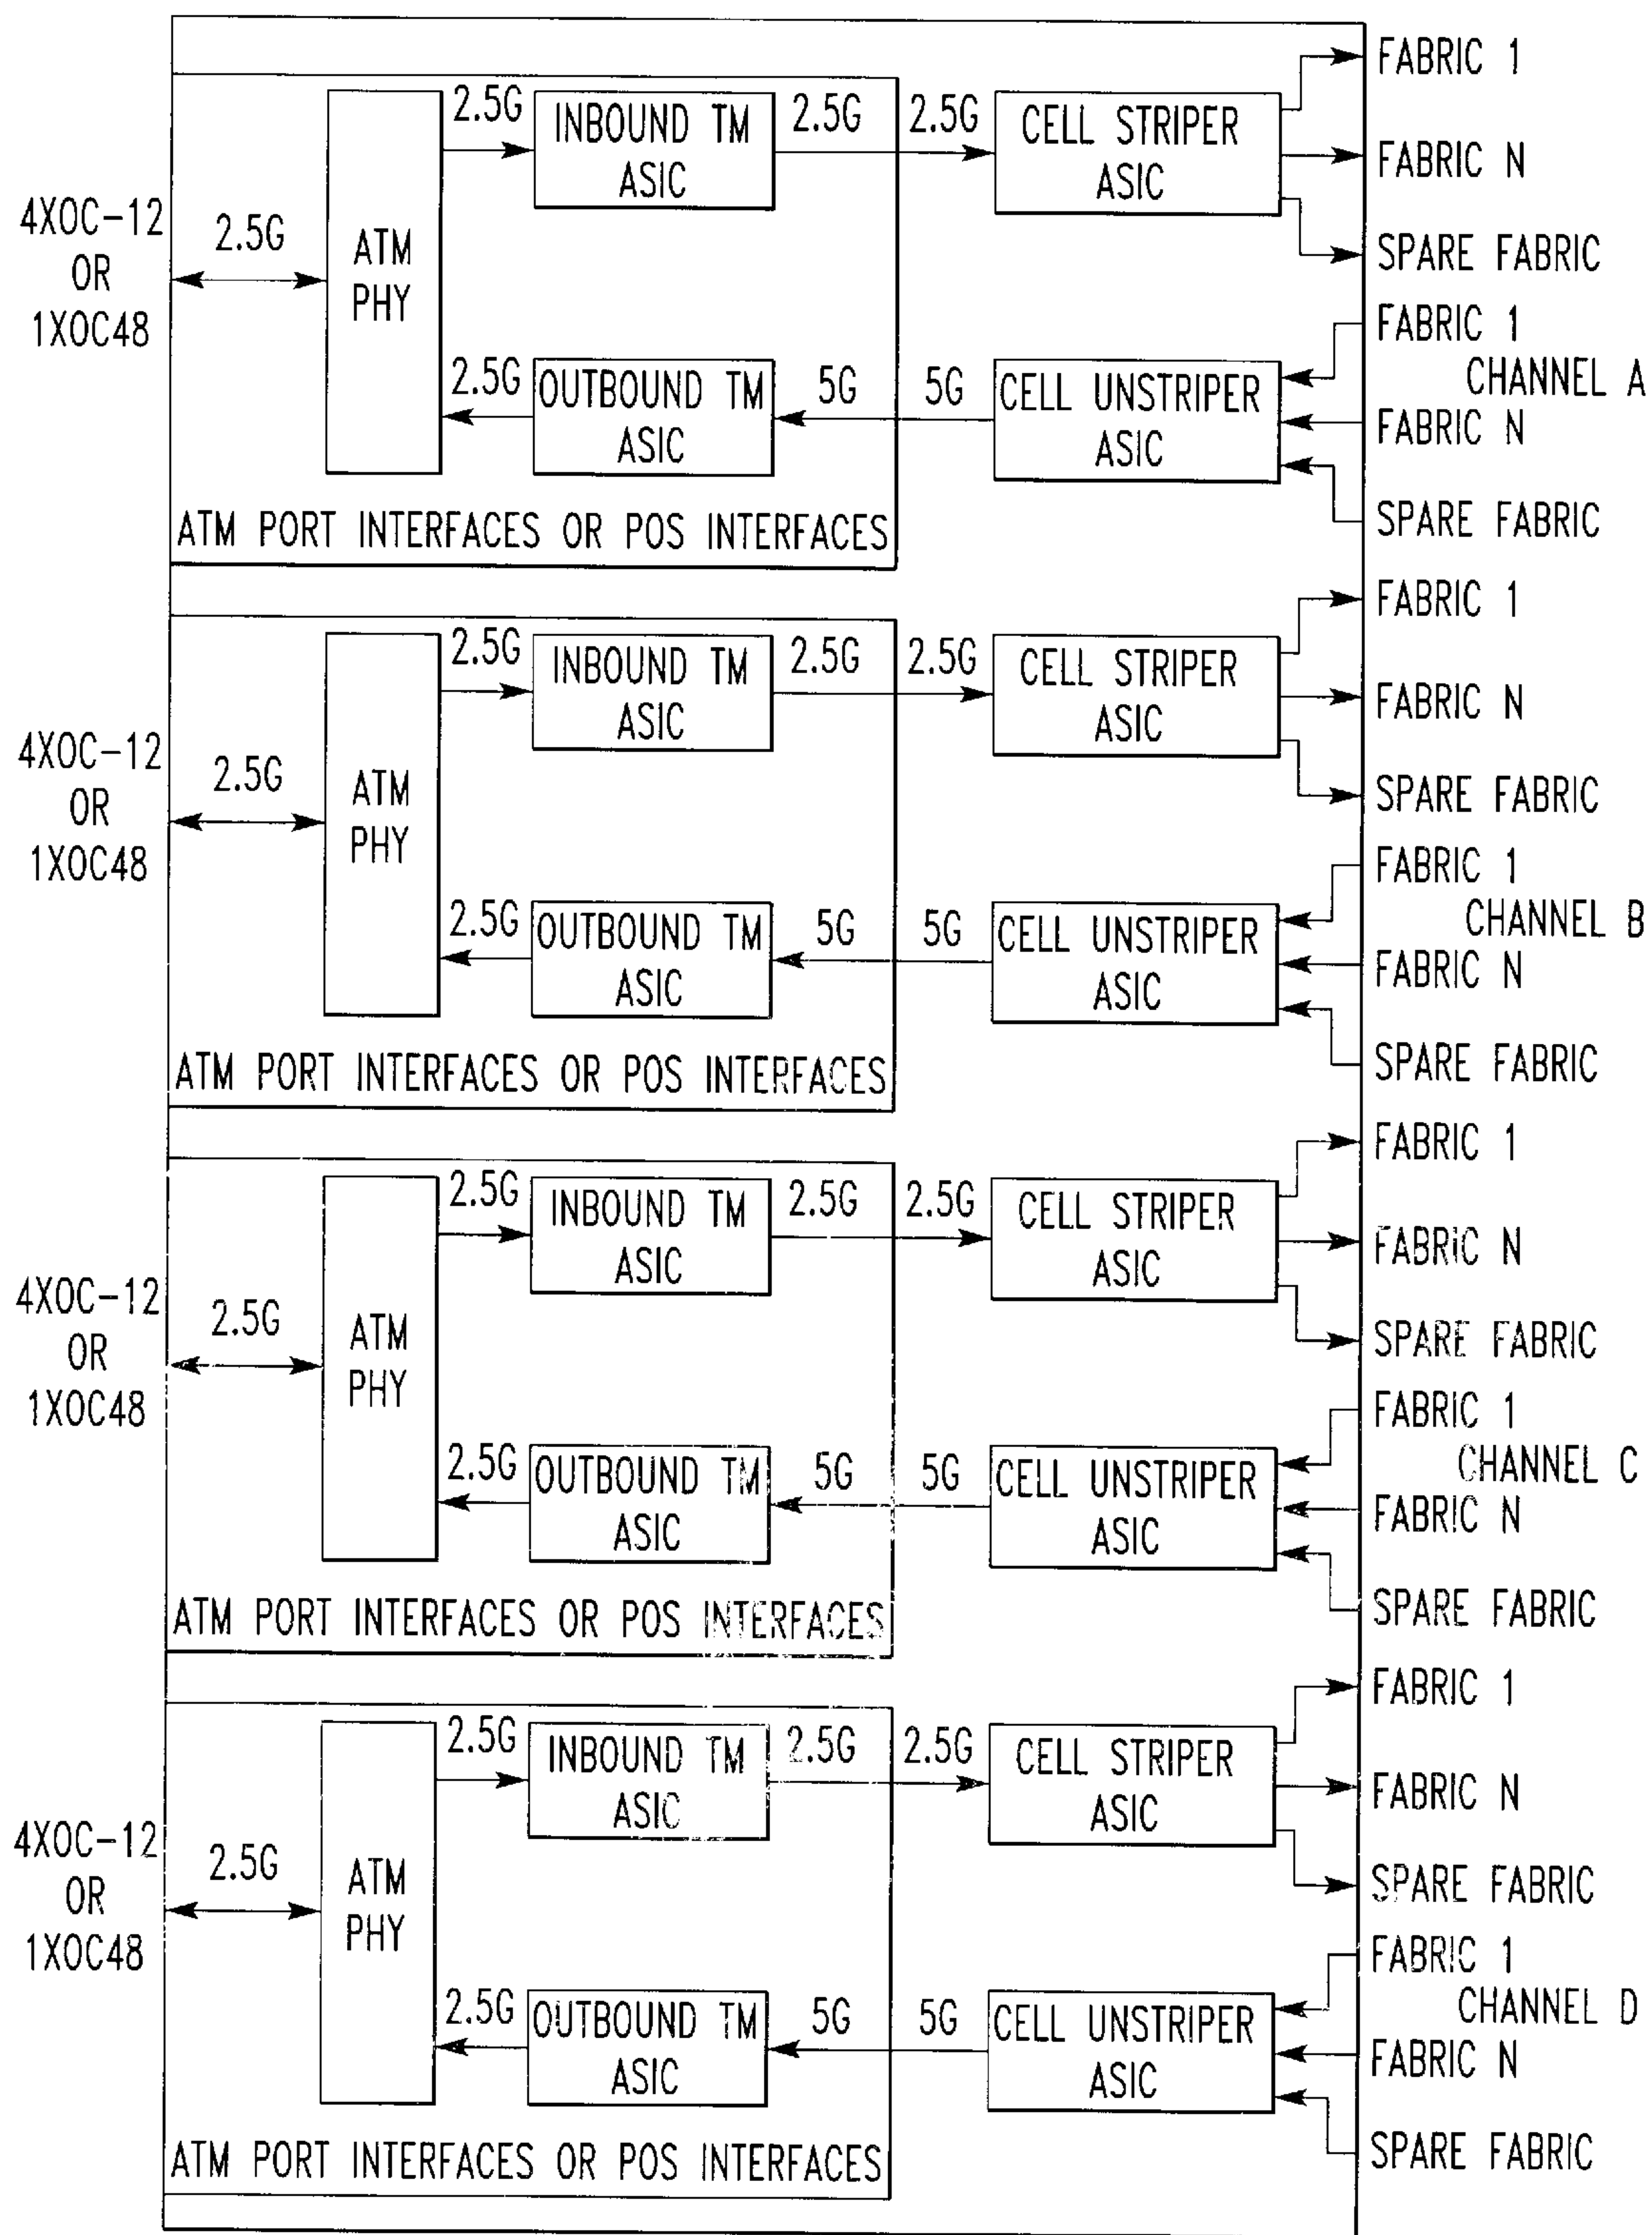 FABRIC 1
2.5G
INBOUND TM
ASIC
2.5G
2.5G
CELL STRIPER
ASIC
FABRIC N
4XOC-12
OR
1XOC48
2.5G
ATM
PHY
SPARE FABRIC
FABRIC 1
CHANNEL A
2.5G
OUTBOUND TM
ASIC
5G
5G
CELL UNSTRIPER
ASIC
FABRIC N
SPARE FABRIC
ATM PORT INTERFACES OR POS INTERFACES
FABRIC 1
2.5G
INBOUND TM
ASIC
2.5G
2.5G
CELL STRIPER
ASIC
FABRIC N
4XOC-12
OR
1XOC48
2.5G
ATM
PHY
SPARE FABRIC
FABRIC 1
CHANNEL B
2.5G
OUTBOUND TM
ASIC
5G
5G
CELL UNSTRIPER
ASIC
FABRIC N
SPARE FABRIC
ATM PORT INTERFACES OR POS INTERFACES
FABRIC 1
2.5G
INBOUND TM
ASIC
2.5G
2.5G
CELL STRIPER
ASIC
FABRIC N
4XOC-12
OR
1XOC48
2.5G
ATM
PHY
SPARE FABRIC
FABRIC 1
CHANNEL C
2.5G
OUTBOUND TM
ASIC
5G
5G
CELL UNSTRIPER
ASIC
FABRIC N
SPARE FABRIC
ATM PORT INTERFACES OR POS INTERFACES
FABRIC 1
2.5G
INBOUND TM
ASIC
2.5G
2.5G
CELL STRIPER
ASIC
FABRIC N
4XOC-12
OR
1XOC48
2.5G
ATM
PHY
SPARE FABRIC
FABRIC 1
CHANNEL D
2.5G
OUTBOUND TM
ASIC
5G
5G
CELL UNSTRIPER
ASIC
FABRIC N
SPARE FABRIC
ATM PORT INTERFACES OR POS INTERFACES